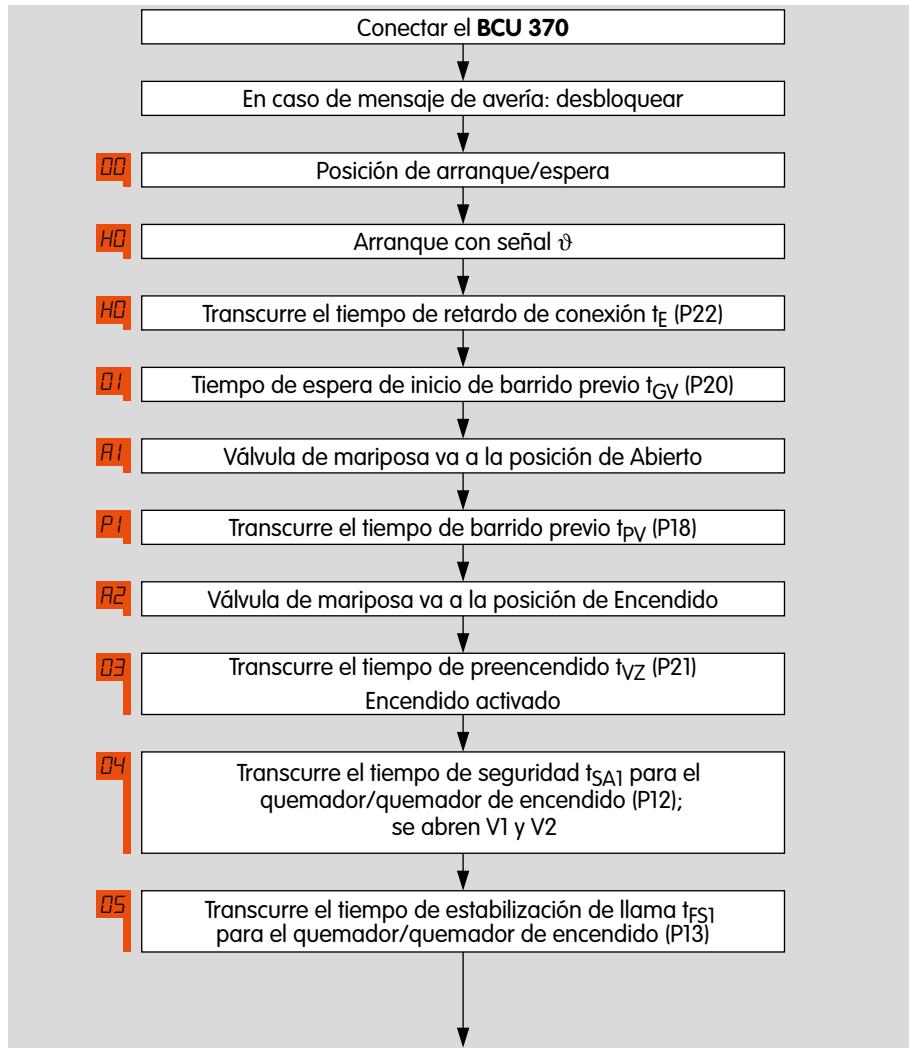 Conectar el BCU 370
En caso de mensaje de avería: desbloquear
00
Posición de arranque/espera
H0
Arranque con señal ϑ
H0
Transcurre el tiempo de retardo de conexión tE (P22)
01
Tiempo de espera de inicio de barrido previo tGV (P20)
A1
Válvula de mariposa va a la posición de Abierto
P1
Transcurre el tiempo de barrido previo tPV (P18)
A2
Válvula de mariposa va a la posición de Encendido
03
Transcurre el tiempo de preencendido tVZ (P21)
Encendido activado
04
Transcurre el tiempo de seguridad tSA1 para el
quemador/quemador de encendido (P12);
se abren V1 y V2
05
Transcurre el tiempo de estabilización de llama tFS1
para el quemador/quemador de encendido (P13)